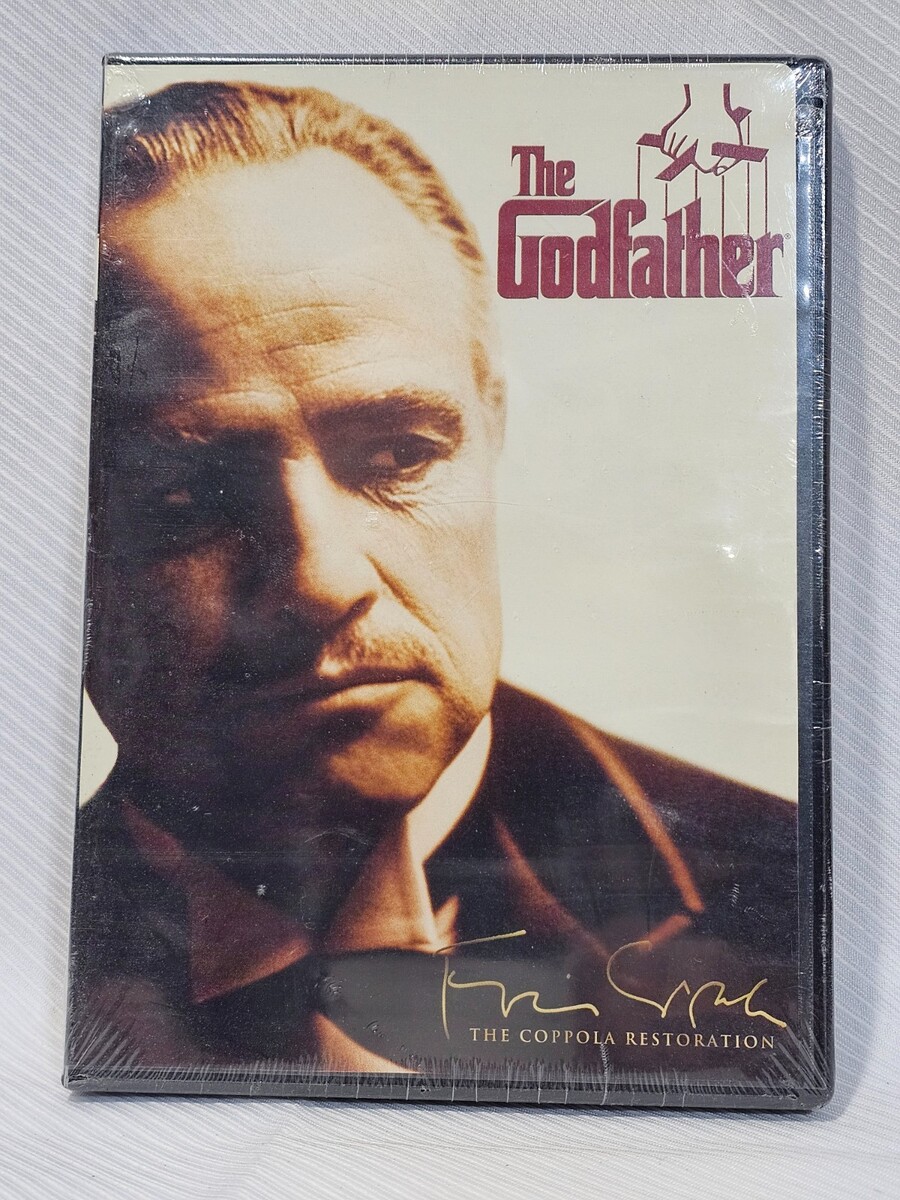 The
Godfather®
THE COPPOLA RESTORATION